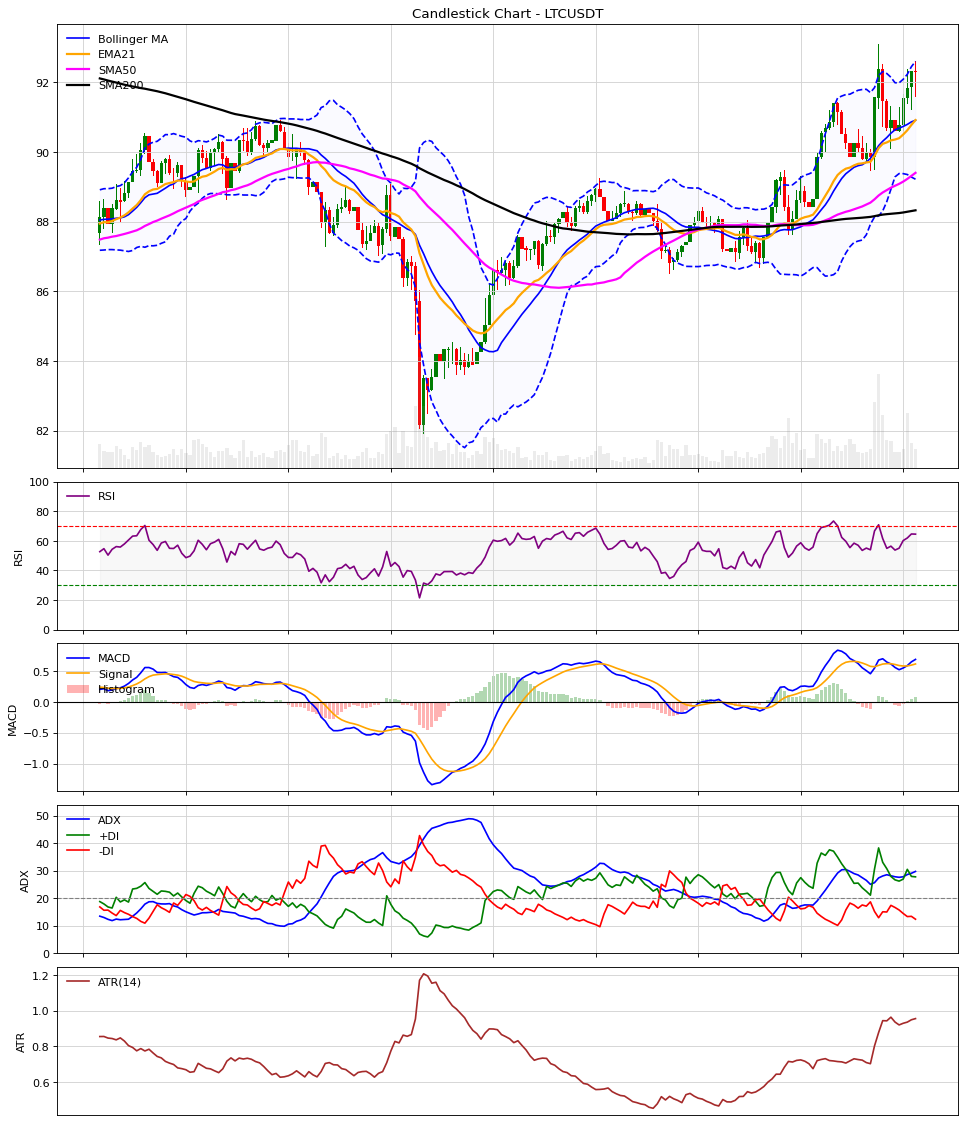 Candlestick Chart - LTCUSDT
Bollinger MA
EMA21
SMA50
SMA200
92
90
88
86
84
82
RSI
RSI
100
80
60
40
20
0
MACD
Signal
Histogram
MACD
0.5
0.0
−0.5
−1.0
ADX
+DI
-DI
ADX
50
40
30
20
10
0
ATR(14)
ATR
1.2
1.0
0.8
0.6